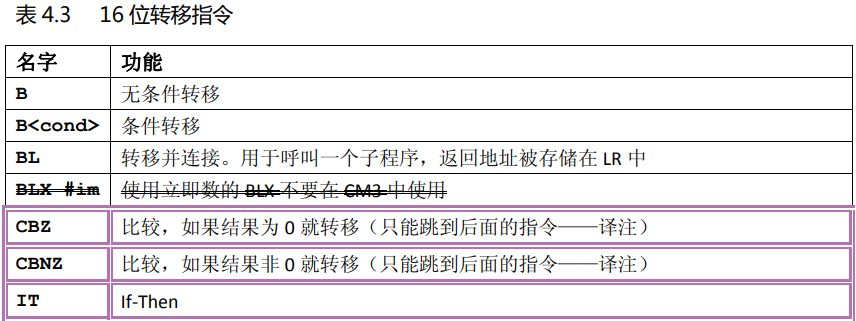 表 4.3 16 位转移指令
名字 功能
B 无条件转移
B<cond> 条件转移
BL 转移并连接。用于呼叫一个子程序，返回地址被存储在 LR 中
BLX #im 使用立即数的 BLX 不要在 CM3 中使用
CBZ 比较，如果结果为 0 就转移（只能跳到后面的指令——译注）
CBNZ 比较，如果结果非 0 就转移（只能跳到后面的指令——译注）
IT If-Then